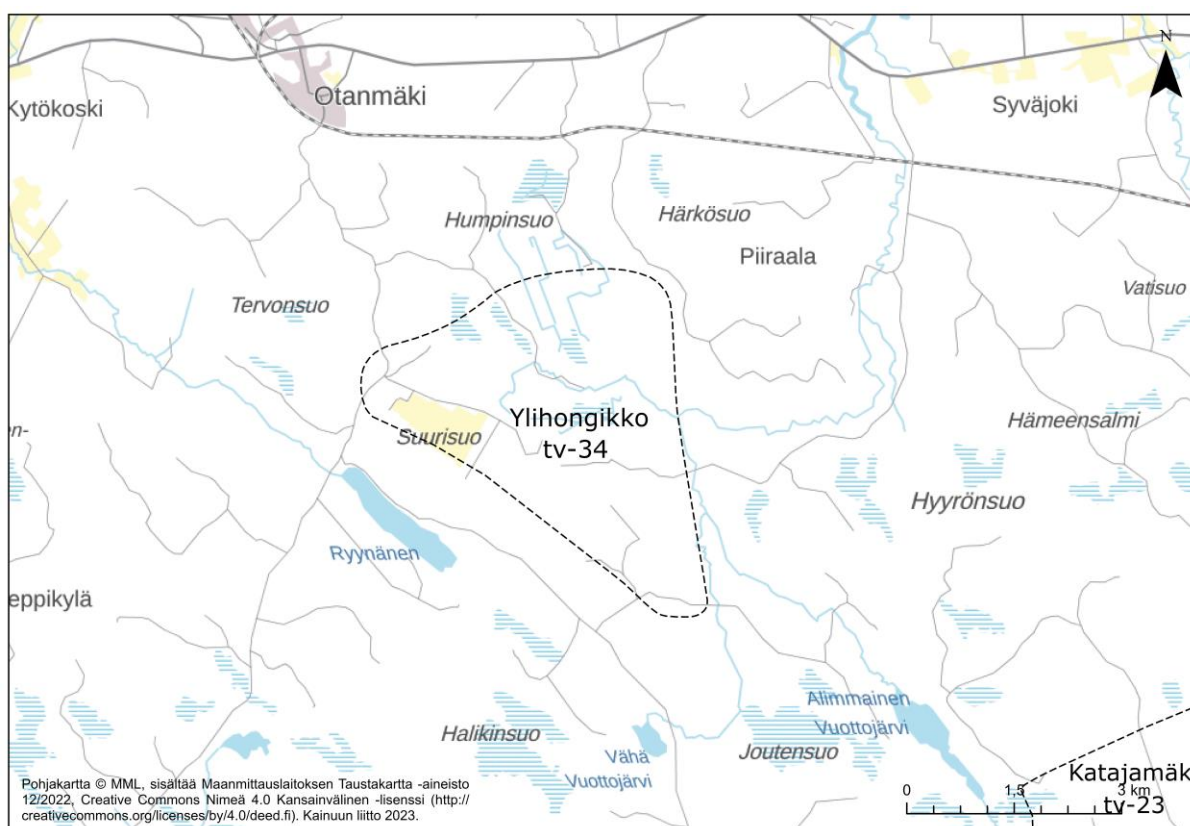 N
Otanmäki
Kytökoski
Syväjoki
Humpinsuo
Härkösuo
Piiraala
Vatisuo
Tervonsuo
Ylihongikko
tv-34
Suurisuo
Hämeensalmi
en-
Hyyrönsuo
Ryynänen
eppikylä
Alimmainen
Vuottojärvi
Halikinsuo
Joutensuo
Vähä
Vuottojärvi
Katajamäk
tv-23
0 1,5 3 km
Pohjakartta © MML, sisältää Maanmittauslaitoksen Taustakartta -aineisto
12/2022, Creative Commons Nimeä 4.0 Kansainvälinen -lisenssi (http://
creativecommons.org/licenses/by/4.0/deed.fi). Kainuun liitto 2023.